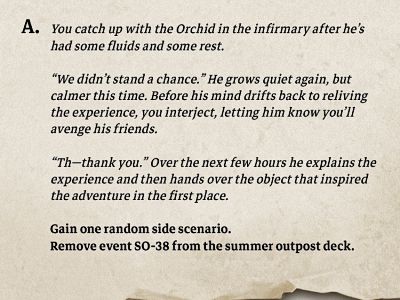 A. You catch up with the Orchid in the infirmary after he's
had some fluids and some rest.
“We didn't stand a chance.” He grows quiet again, but
calmer this time. Before his mind drifts back to reliving
the experience, you interject, letting him know you'll
avenge his friends.
“Th—thank you.” Over the next few hours he explains the
experience and then hands over the object that inspired
the adventure in the first place.
Gain one random side scenario.
Remove event SO-38 from the summer outpost deck.